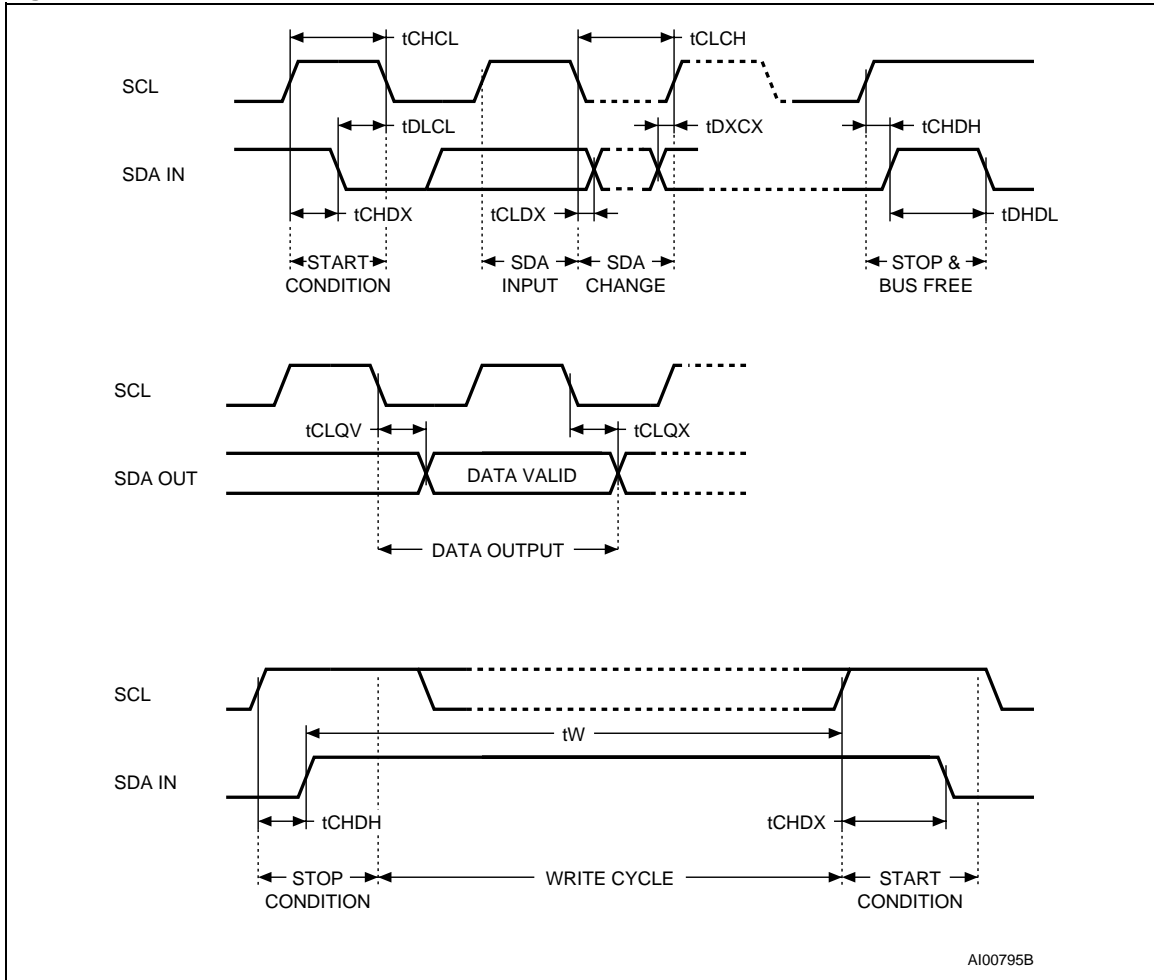 tCHCL
tCLCH
SCL
tDLCL
tDXCX
tCHDH
SDA IN
tCHDX
tCLDX
tDHDL
START
CONDITION
SDA
INPUT
SDA
CHANGE
STOP &
BUS FREE
SCL
tCLQV
tCLQX
SDA OUT
DATA VALID
DATA OUTPUT
SCL
tW
SDA IN
tCHDH
tCHDX
STOP
CONDITION
WRITE CYCLE
START
CONDITION
AI00795B